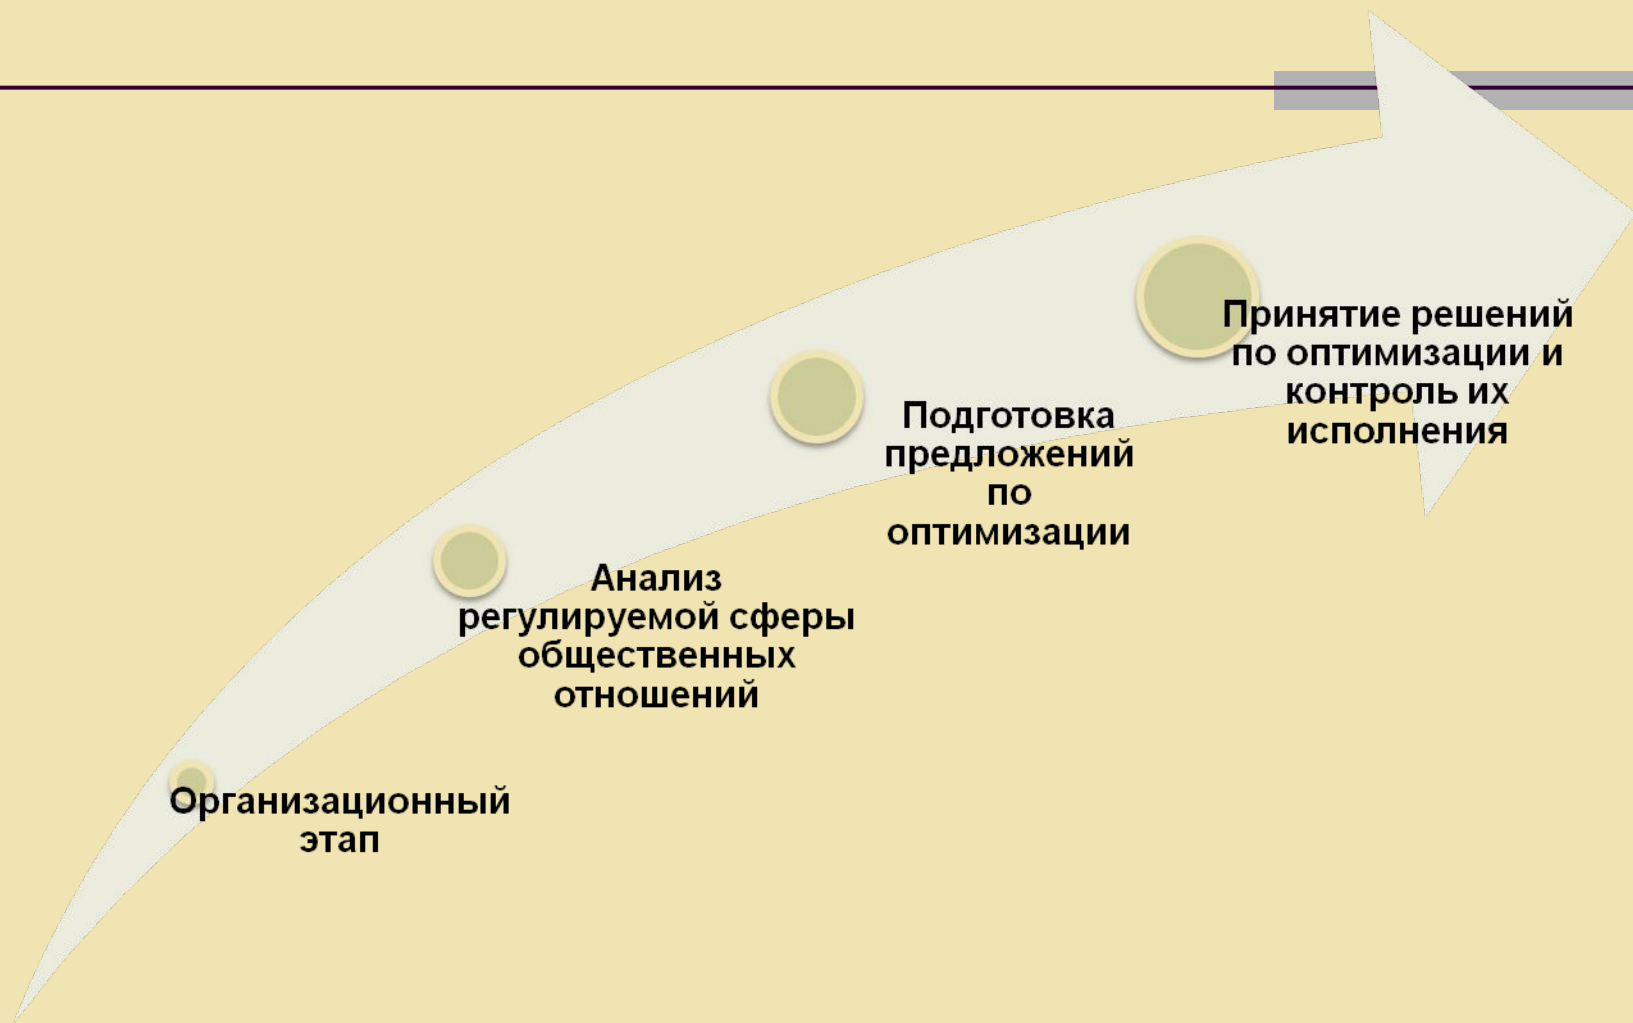 Организационный
этап
Анализ
регулируемой сферы
общественных
отношений
Подготовка
предложений
по
оптимизации
Принятие решений
по оптимизации и
контроль их
исполнения